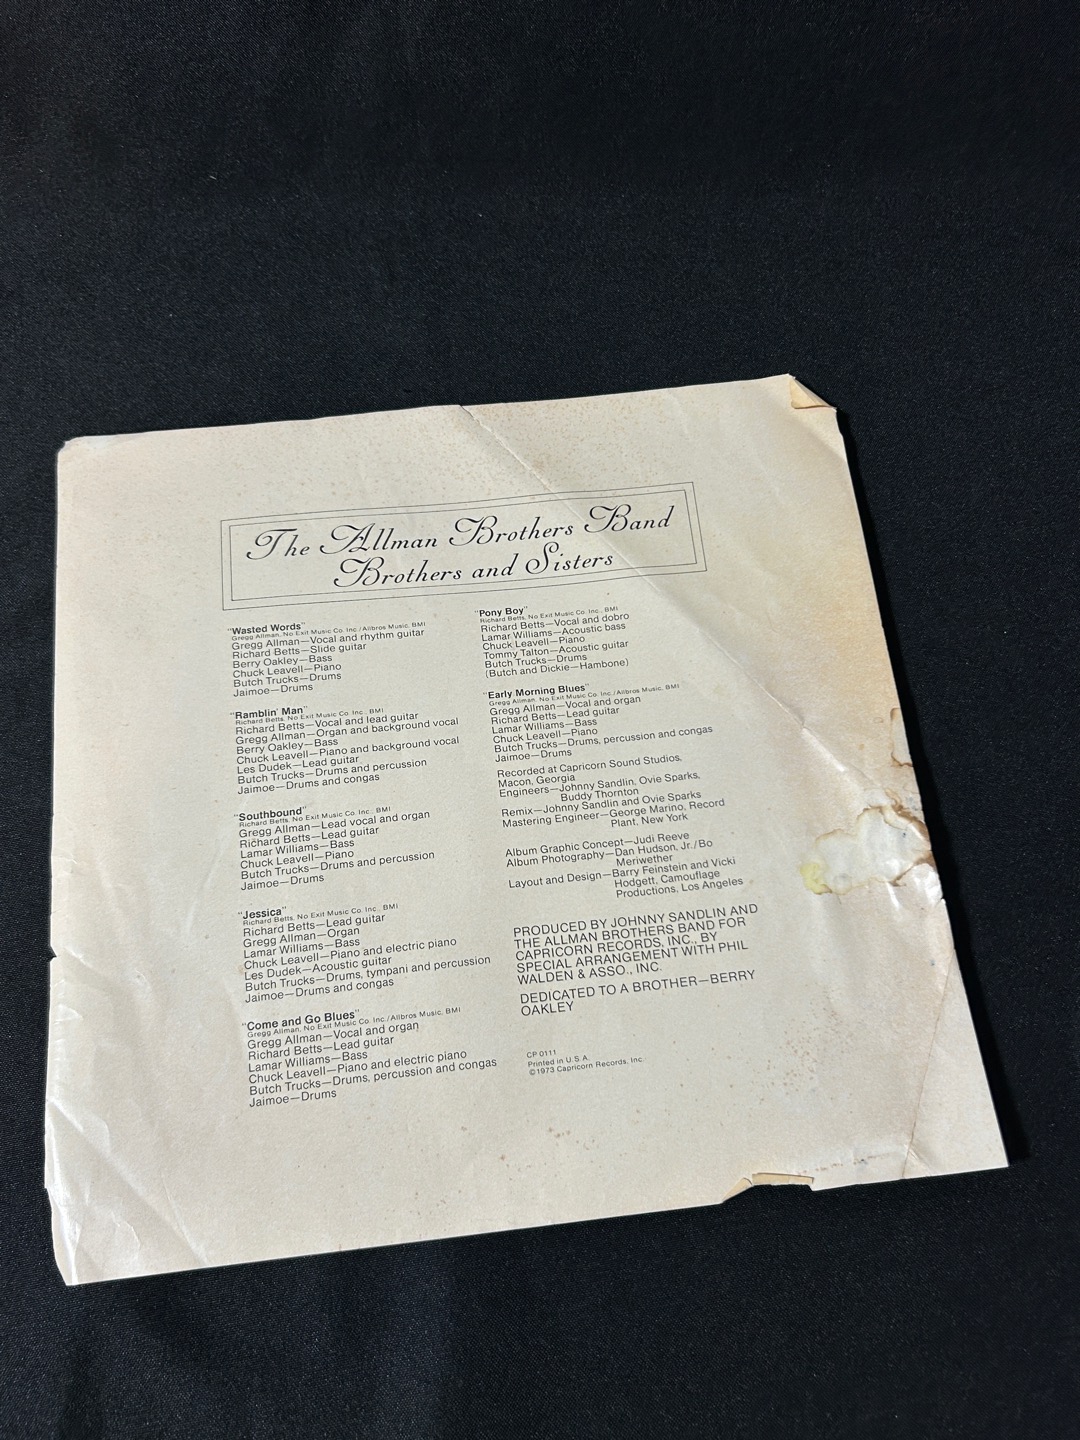 The Allman Brothers Band
Brothers and Sisters
"Wasted Words"
Gregg Allman, No Exit Music Co. Inc./Allbros Music, BMI
Gregg Allman—Vocal and rhythm guitar
Richard Betts—Slide guitar
Berry Oakley—Bass
Chuck Leavell—Piano
Butch Trucks—Drums
Jaimoe—Drums
"Ramblin' Man"
Richard Betts, No Exit Music Co. Inc., BMI
Richard Betts—Vocal and lead guitar
Gregg Allman—Organ and background vocal
Berry Oakley—Bass
Chuck Leavell—Piano and background vocal
Les Dudek—Lead guitar
Butch Trucks—Drums and percussion
Jaimoe—Drums and congas
"Southbound"
Richard Betts, No Exit Music Co. Inc., BMI
Gregg Allman—Lead vocal and organ
Richard Betts—Lead guitar
Lamar Williams—Bass
Chuck Leavell—Piano
Butch Trucks—Drums and percussion
Jaimoe—Drums
"Jessica"
Richard Betts, No Exit Music Co. Inc., BMI
Richard Betts—Lead guitar
Gregg Allman—Organ
Lamar Williams—Bass
Chuck Leavell—Piano and electric piano
Les Dudek—Acoustic guitar
Butch Trucks—Drums, tympani and percussion
Jaimoe—Drums and congas
"Come and Go Blues"
Gregg Allman, No Exit Music Co. Inc./Allbros Music, BMI
Gregg Allman—Vocal and organ
Richard Betts—Lead guitar
Lamar Williams—Bass
Chuck Leavell—Piano and electric piano
Butch Trucks—Drums, percussion and congas
Jaimoe—Drums
"Pony Boy"
Richard Betts, No Exit Music Co. Inc., BMI
Richard Betts—Vocal and dobro
Lamar Williams—Acoustic bass
Chuck Leavell—Piano
Tommy Talton—Acoustic guitar
Butch Trucks—Drums
(Butch and Dickie—Hambone)
"Early Morning Blues"
Gregg Allman, No Exit Music Co. Inc./Allbros Music, BMI
Gregg Allman—Vocal and organ
Richard Betts—Lead guitar
Lamar Williams—Bass
Chuck Leavell—Piano
Butch Trucks—Drums, percussion and congas
Jaimoe—Drums
Recorded at Capricorn Sound Studios,
Macon, Georgia
Engineers—Johnny Sandlin, Ovie Sparks,
Buddy Thornton
Remix—Johnny Sandlin and Ovie Sparks
Mastering Engineer—George Marino, Record
Plant, New York
Album Graphic Concept—Judi Reeve
Album Photography—Dan Hudson, Jr./Bo
Meriwether
Layout and Design—Barry Feinstein and Vicki
Hodgett, Camouflage
Productions, Los Angeles
PRODUCED BY JOHNNY SANDLIN AND
THE ALLMAN BROTHERS BAND FOR
CAPRICORN RECORDS, INC., BY
SPECIAL ARRANGEMENT WITH PHIL
WALDEN & ASSO., INC.
DEDICATED TO A BROTHER—BERRY
OAKLEY
CP 0111
Printed in U.S.A.
©1973 Capricorn Records, Inc.